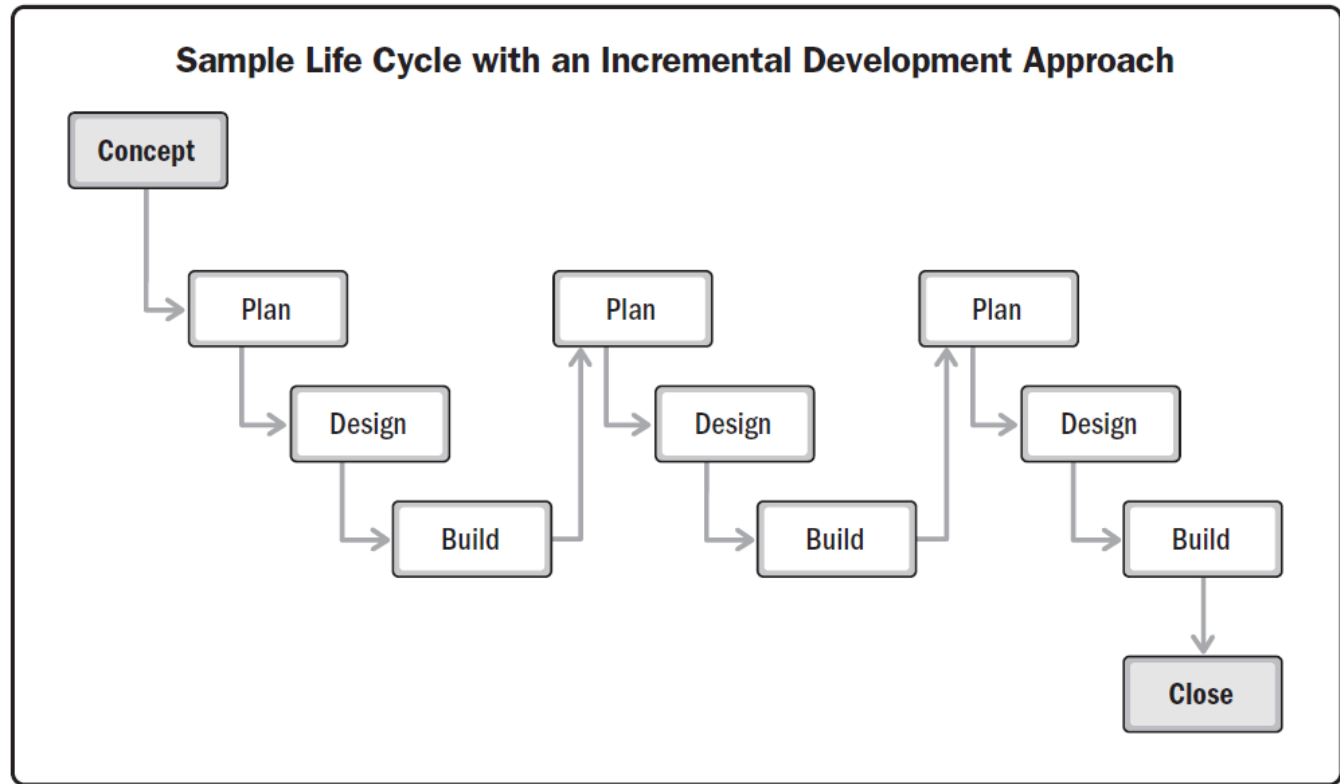 Sample Life Cycle with an Incremental Development Approach
Concept
Plan
Design
Build
Plan
Design
Build
Plan
Design
Build
Close